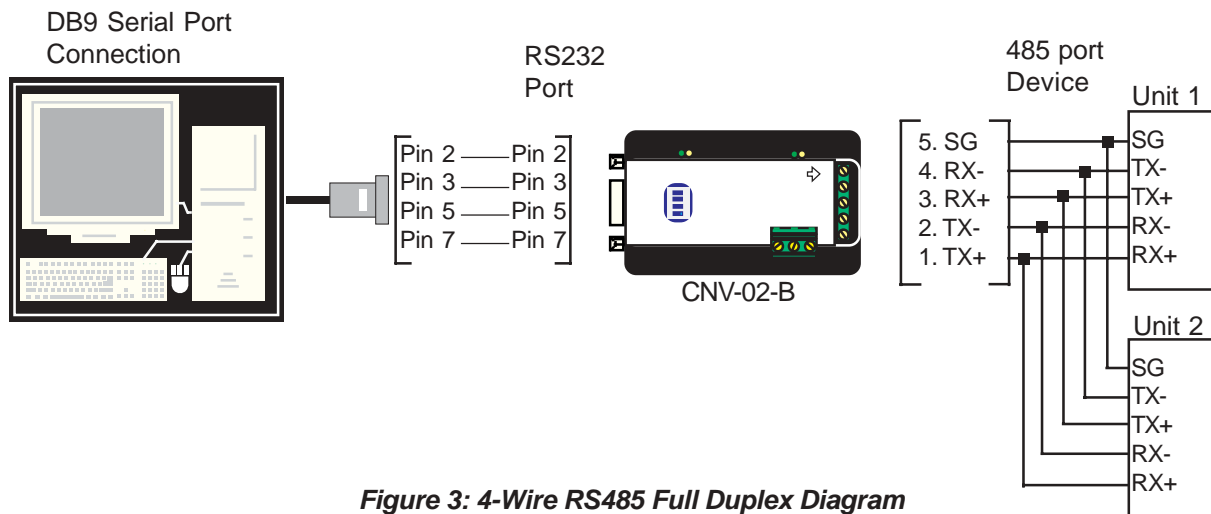 DB9 Serial Port
Connection
RS232
Port
485 port
Device
Unit 1
Pin 2 Pin 2
Pin 3 Pin 3
Pin 5 Pin 5
Pin 7 Pin 7
5. SG
4. RX-
3. RX+
2. TX-
1. TX+
SG
TX-
TX+
RX-
RX+
CNV-02-B
Unit 2
SG
TX-
TX+
RX-
RX+
Figure 3: 4-Wire RS485 Full Duplex Diagram